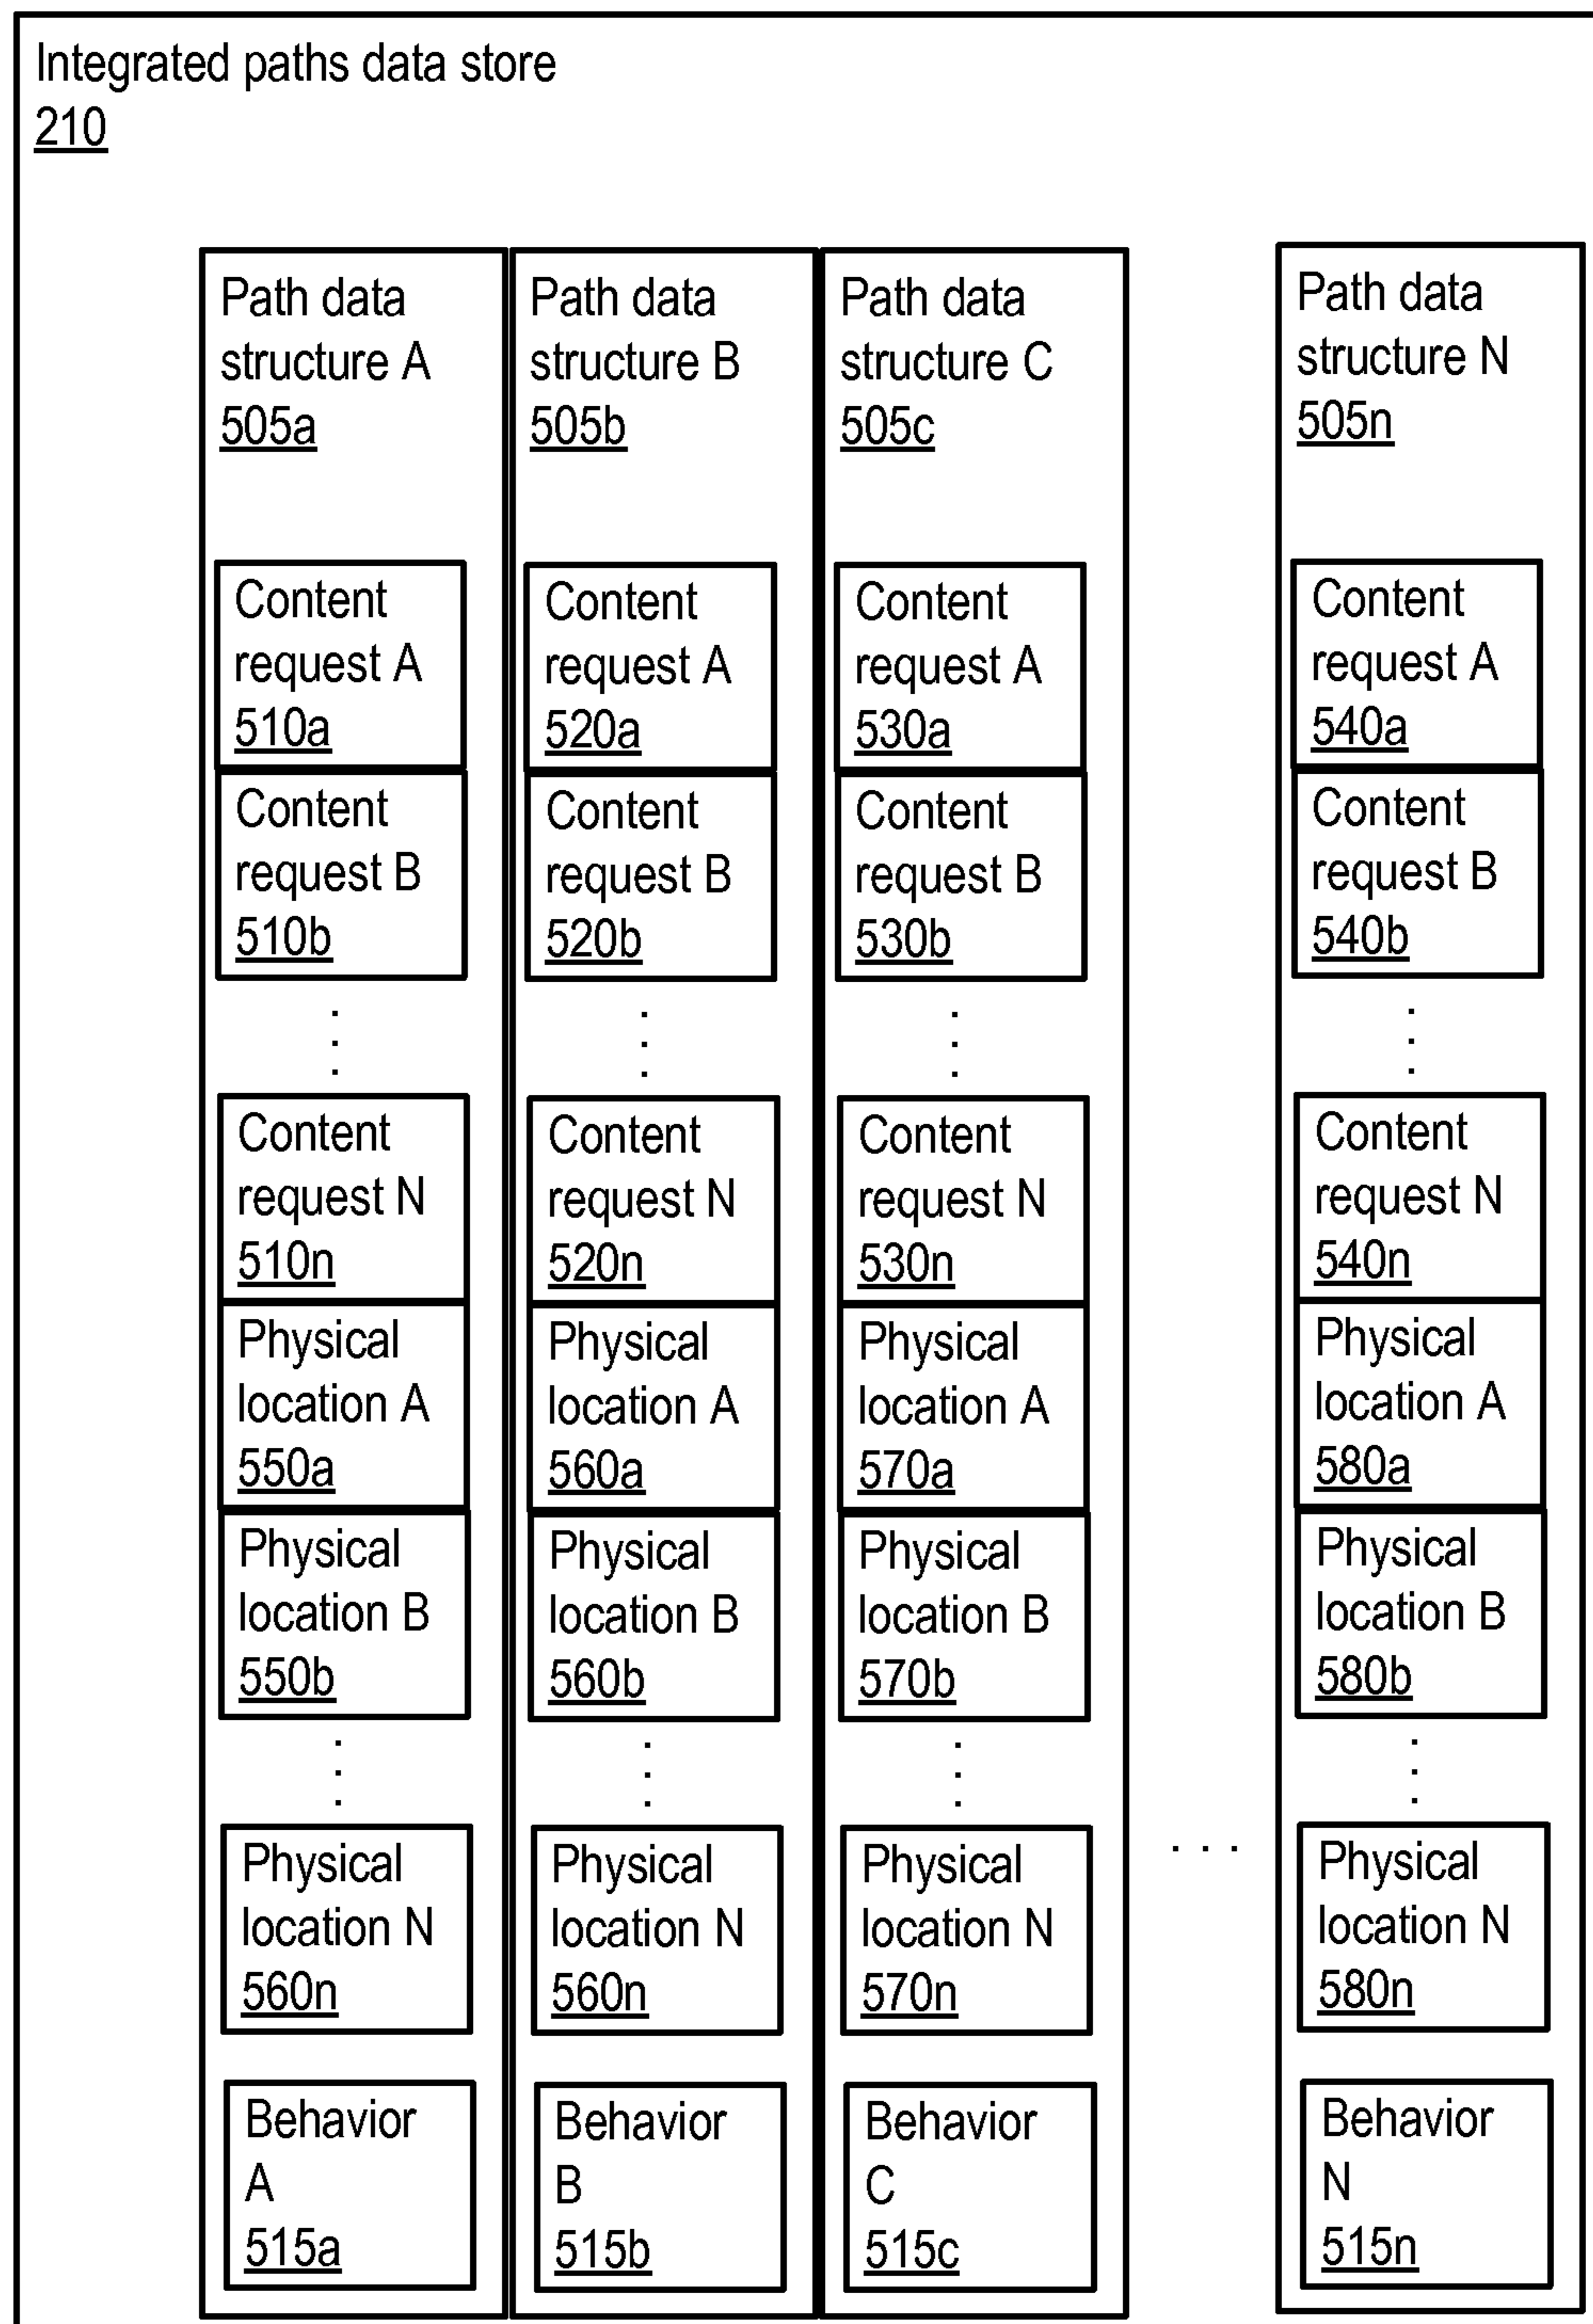 Integrated paths data store
210
Path data
structure A
505a
Content
request A
510a
Content
request B
510b
.
.
.
Content
request N
510n
Physical
location A
550a
Physical
location B
550b
.
.
.
Physical
location N
560n
Behavior
A
515a
Path data
structure B
505b
Content
request A
520a
Content
request B
520b
.
.
.
Content
request N
520n
Physical
location A
560a
Physical
location B
560b
.
.
.
Physical
location N
560n
Behavior
B
515b
Path data
structure C
505c
Content
request A
530a
Content
request B
530b
.
.
.
Content
request N
530n
Physical
location A
570a
Physical
location B
570b
.
.
.
Physical
location N
570n
Behavior
C
515c
. . .
Path data
structure N
505n
Content
request A
540a
Content
request B
540b
.
.
.
Content
request N
540n
Physical
location A
580a
Physical
location B
580b
.
.
.
Physical
location N
580n
Behavior
N
515n